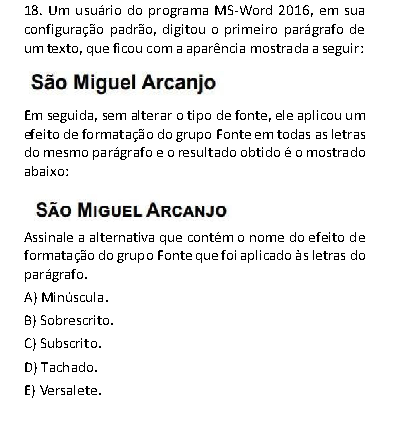 18. Um usuário do programa MS-Word 2016, em sua
configuração padrão, digitou o primeiro parágrafo de
um texto, que ficou com a aparência mostrada a seguir:
São Miguel Arcanjo
Em seguida, sem alterar o tipo de fonte, ele aplicou um
efeito de formatação do grupo Fonte em todas as letras
do mesmo parágrafo e o resultado obtido é o mostrado
abaixo:
SÃO MIGUEL ARCANJO
Assinale a alternativa que contém o nome do efeito de
formatação do grupo Fonte que foi aplicado às letras do
parágrafo.
A) Minúscula.
B) Sobrescrito.
C) Subscrito.
D) Tachado.
E) Versalete.